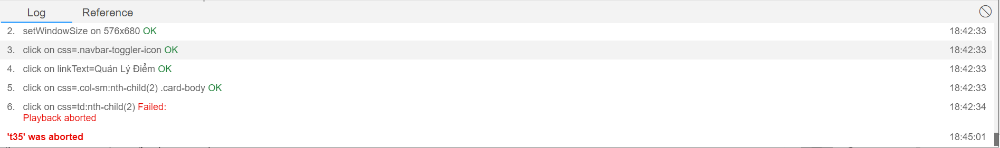 Log Reference
2. setWindowSize on 576x680 OK 18:42:33
3. click on css=.navbar-toggler-icon OK 18:42:33
4. click on linkText=Quản Lý Điểm OK 18:42:33
5. click on css=.col-sm:nth-child(2) .card-body OK 18:42:33
6. click on css=td:nth-child(2) Failed: 18:42:34
Playback aborted
't35' was aborted 18:45:01